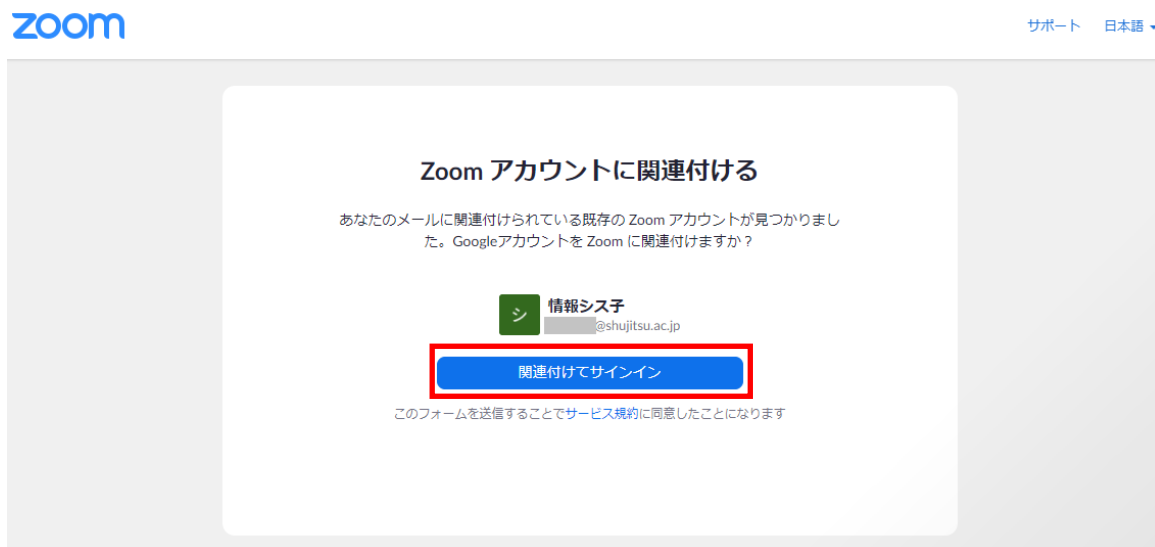 zoom
サポート 日本語
Zoom アカウントに関連付ける
あなたのメールに関連付けられている既存の Zoom アカウントが見つかりまし
た。Googleアカウントを Zoom に関連付けますか？
シ
情報シス子
@shujitsu.ac.jp
関連付けてサインイン
このフォームを送信することでサービス規約に同意したことになります